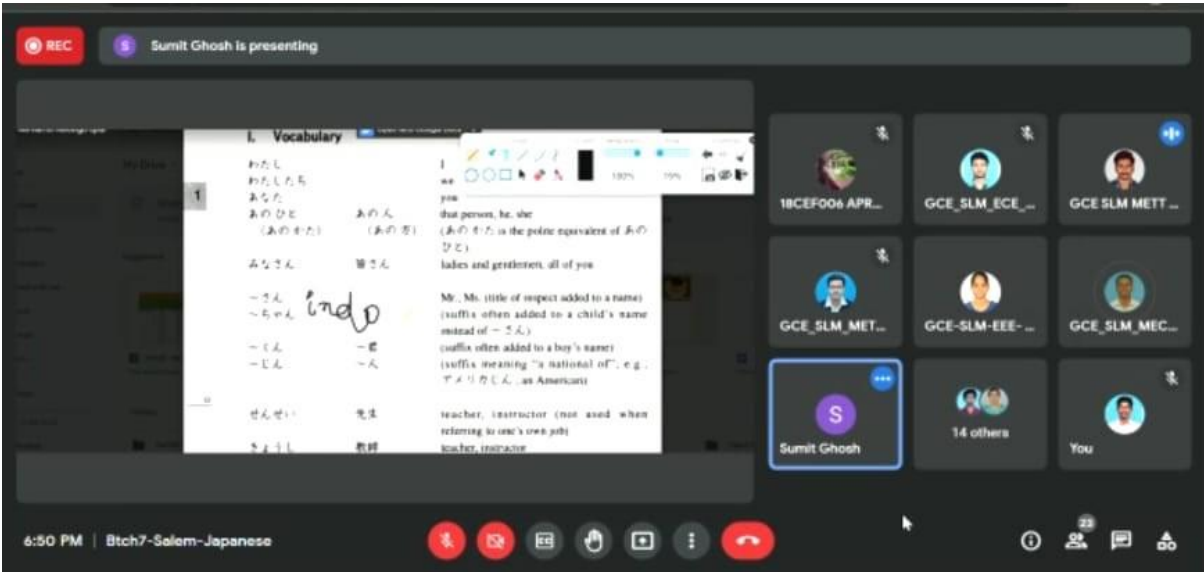 REC
S Sumit Ghosh is presenting
I. Vocabulary
わたし I
わたしたち we
1
あなた you
あのひと あの人 that person, he, she
(あのかた) (あの方) (あのかた is the polite equivalent of あの
ひと)
みなさん 皆さん ladies and gentlemen, all of you
~さん Mr., Ms. (title of respect added to a name)
~ちゃん (suffix often added to a child's name
instead of ~さん)
indo
~くん ~君 (suffix often added to a boy's name)
~じん ~人 (suffix meaning "a national of", e.g.,
アメリカじん, an American)
せんせい 先生 teacher, instructor (not used when
referring to one's own job)
きょうし 教師 teacher, instructor
100%
My Drive
18CEF006 APR...
GCE_SLM_ECE_...
GCE SLM METT ...
GCE_SLM_MET...
GCE-SLM-EEE-...
GCE_SLM_MEC...
S
Sumit Ghosh
14 others
You
6:50 PM | Btch7-Salem-Japanese
CC
23